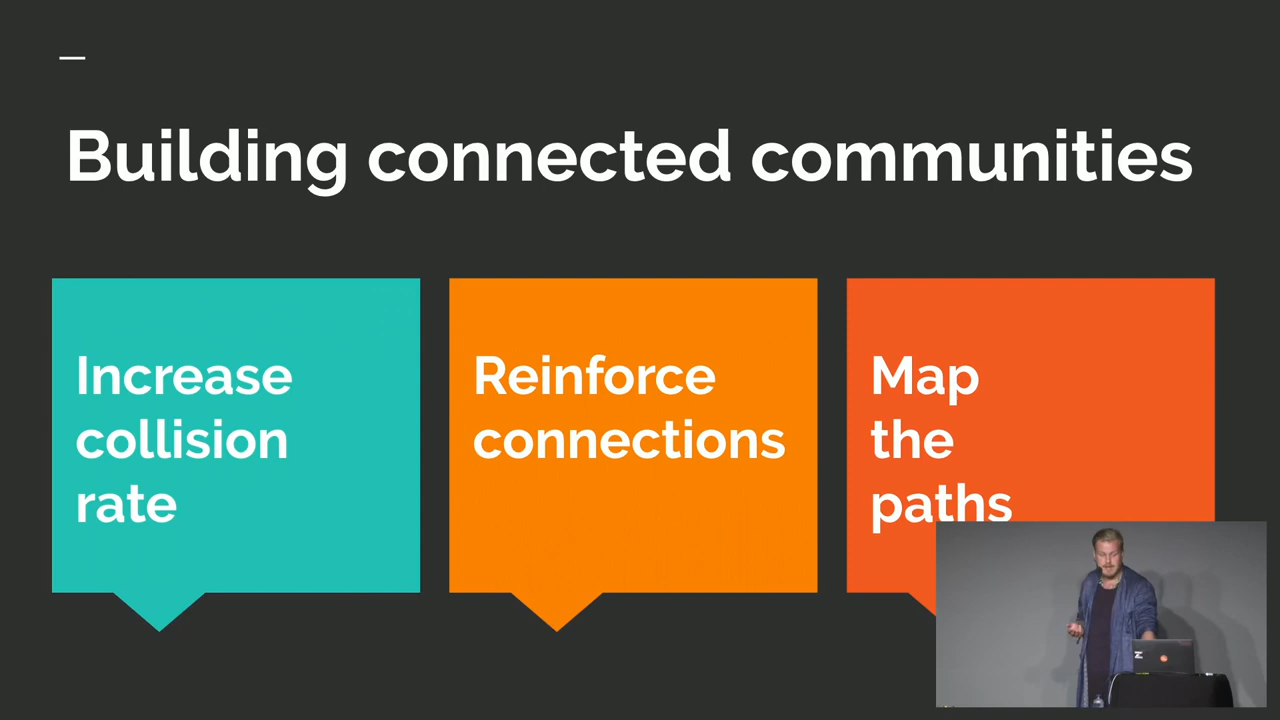 Building connected communities
Increase
collision
rate
Reinforce
connections
Map
the
paths